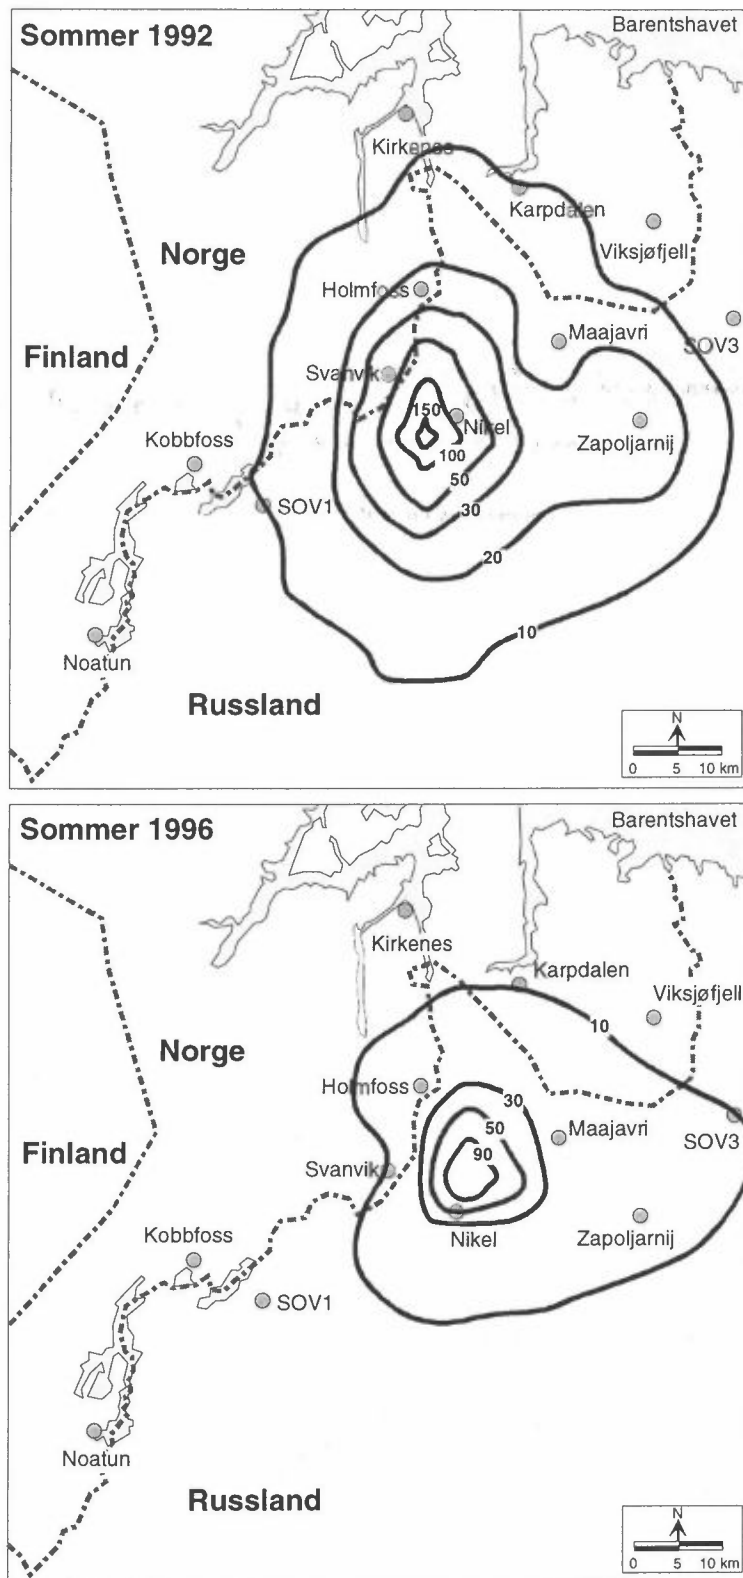 Sommer 1992
Barentshavet
Kirkenes
Karpdalen
Norge
Viksjøfjell
Holmfoss
Maajavri
SOV3
Finland
Svanvik
150
Nikel
Zapoljarnij
Kobbfoss
100
50
SOV1
30
20
10
Noatun
Russland
N
0 5 10 km
Sommer 1996
Barentshavet
Kirkenes
Karpdalen
Viksjøfjell
10
Norge
Holmfoss
30
50
Maajavri
SOV3
Finland
90
Svanvik
Nikel
Zapoljarnij
Kobbfoss
SOV1
Noatun
Russland
N
0 5 10 km